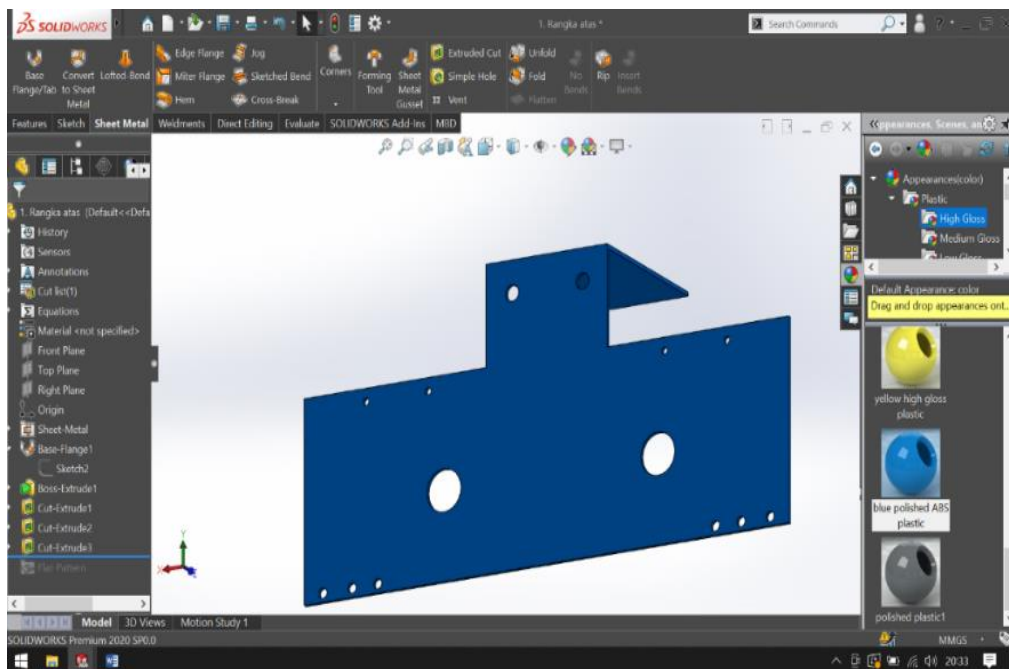 SOLIDWORKS
1. Rangka atas *
Search Commands
Base Flange/Tab
Convert to Sheet Metal
Lofted-Bend
Edge Flange
Miter Flange
Hem
Jog
Sketched Bend
Cross-Break
Corners
Forming Tool
Sheet Metal Gusset
Extruded Cut
Simple Hole
Vent
Unfold
Fold
Flatten
No Bends
Rip
Insert Bends
Features
Sketch
Sheet Metal
Weldments
Direct Editing
Evaluate
SOLIDWORKS Add-Ins
MBD
1. Rangka atas (Default<<Defa
History
Sensors
Annotations
Cut list(1)
Equations
Material <not specified>
Front Plane
Top Plane
Right Plane
Origin
Sheet-Metal
Base-Flange1
Sketch2
Boss-Extrude1
Cut-Extrude1
Cut-Extrude2
Cut-Extrude3
Flat-Pattern
Y
ppearances, Scenes, an
Appearances(color)
Plastic
High Gloss
Medium Gloss
Low Gloss
Default Appearance: color
Drag and drop appearances ont...
yellow high gloss
plastic
blue polished ABS
plastic
polished plastic1
Model
3D Views
Motion Study 1
SOLIDWORKS Premium 2020 SP0.0
MMGS
20:33